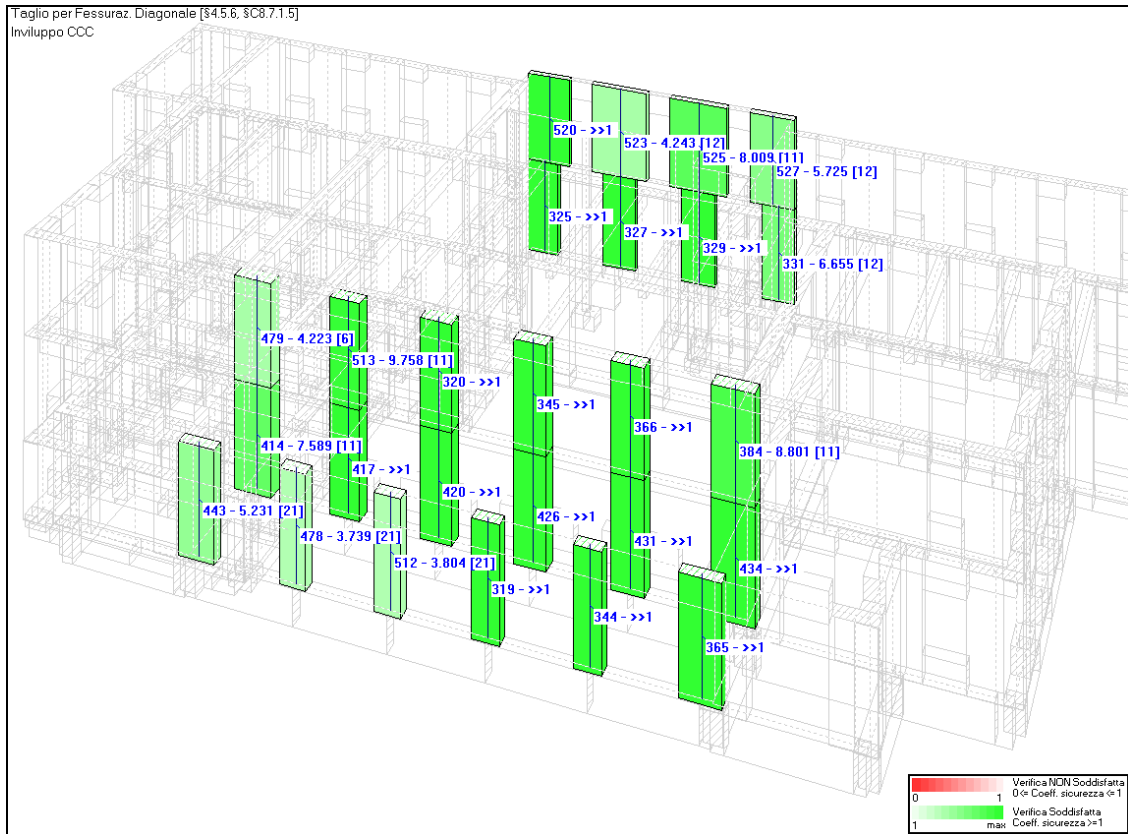 Taglio per Fessuraz. Diagonale [§4.5.6, §C8.7.1.5]
Inviluppo CCC
520 - >>1
523 - 4.243 [12]
525 - 8.009 [11]
527 - 5.725 [12]
325 - >>1
327 - >>1
329 - >>1
331 - 6.655 [12]
479 - 4.223 [6]
513 - 9.758 [11]
320 - >>1
345 - >>1
366 - >>1
384 - 8.801 [11]
414 - 7.589 [11]
417 - >>1
420 - >>1
426 - >>1
431 - >>1
434 - >>1
443 - 5.231 [21]
478 - 3.739 [21]
512 - 3.804 [21]
319 - >>1
344 - >>1
365 - >>1
Verifica NON Soddisfatta
0 <= Coeff. sicurezza <=1
0 1
Verifica Soddisfatta
Coeff. sicurezza >=1
1 max